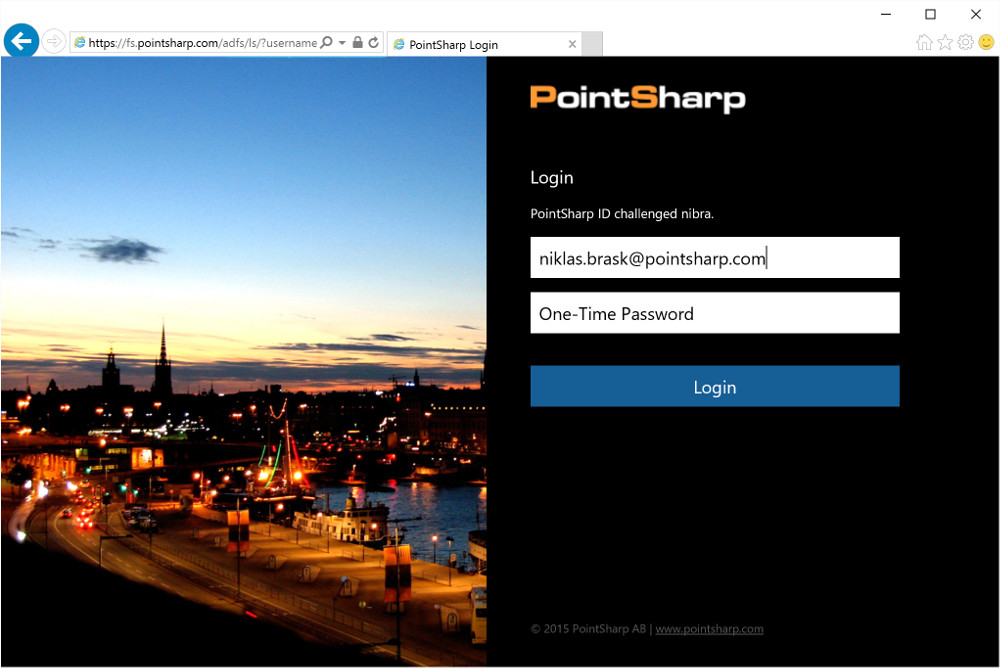 https://fs.pointsharp.com/adfs/ls/?username
PointSharp Login
PointSharp
Login
PointSharp ID challenged nibra.
niklas.brask@pointsharp.com
One-Time Password
Login
© 2015 PointSharp AB | www.pointsharp.com